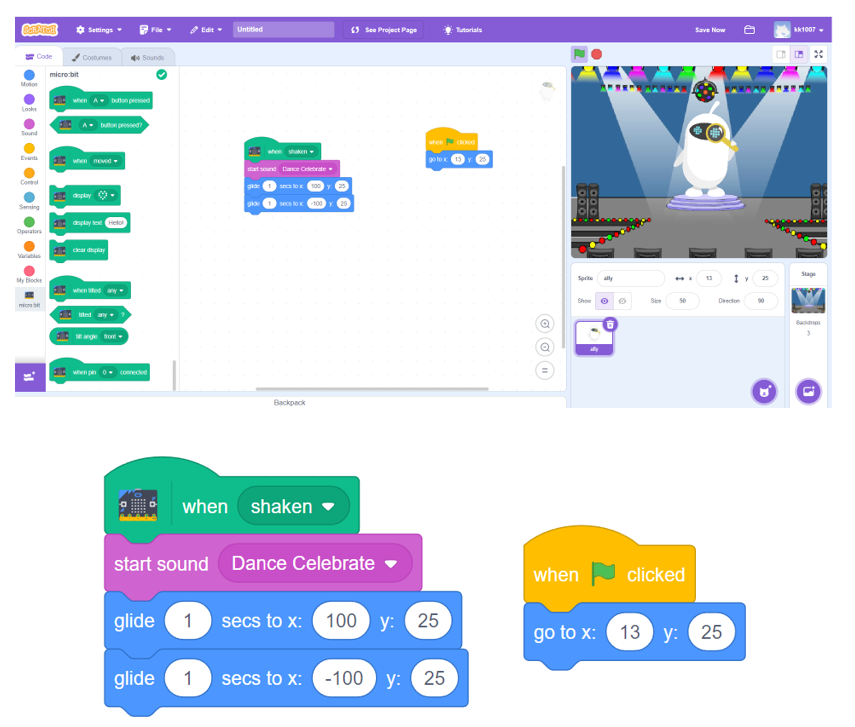 SCRATCH Settings File Edit Untitled See Project Page Tutorials Save Now kk1007
Code Costumes Sounds
micro:bit
Motion
Looks
Sound
Events
Control
Sensing
Operators
Variables
My Blocks
micro:bit
when A button pressed
A button pressed?
when moved
display
display text Hello!
clear display
when tilted any
tilted any ?
tilt angle front
when pin 0 connected
when shaken
start sound Dance Celebrate
glide 1 secs to x: 100 y: 25
glide 1 secs to x: -100 y: 25
when clicked
go to x: 13 y: 25
Backpack
Sprite ally x 13 y 25
Show Size 50 Direction 90
ally
Stage
Backdrops
3
when shaken
start sound Dance Celebrate
glide 1 secs to x: 100 y: 25
glide 1 secs to x: -100 y: 25
when clicked
go to x: 13 y: 25